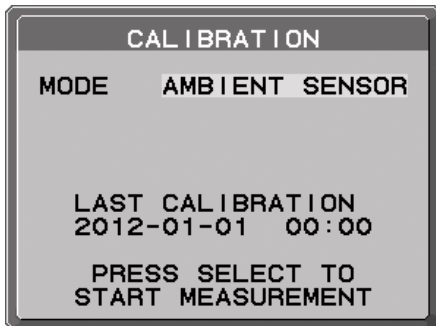 CALIBRATION
MODE AMBIENT SENSOR
LAST CALIBRATION
2012-01-01 00:00
PRESS SELECT TO
START MEASUREMENT